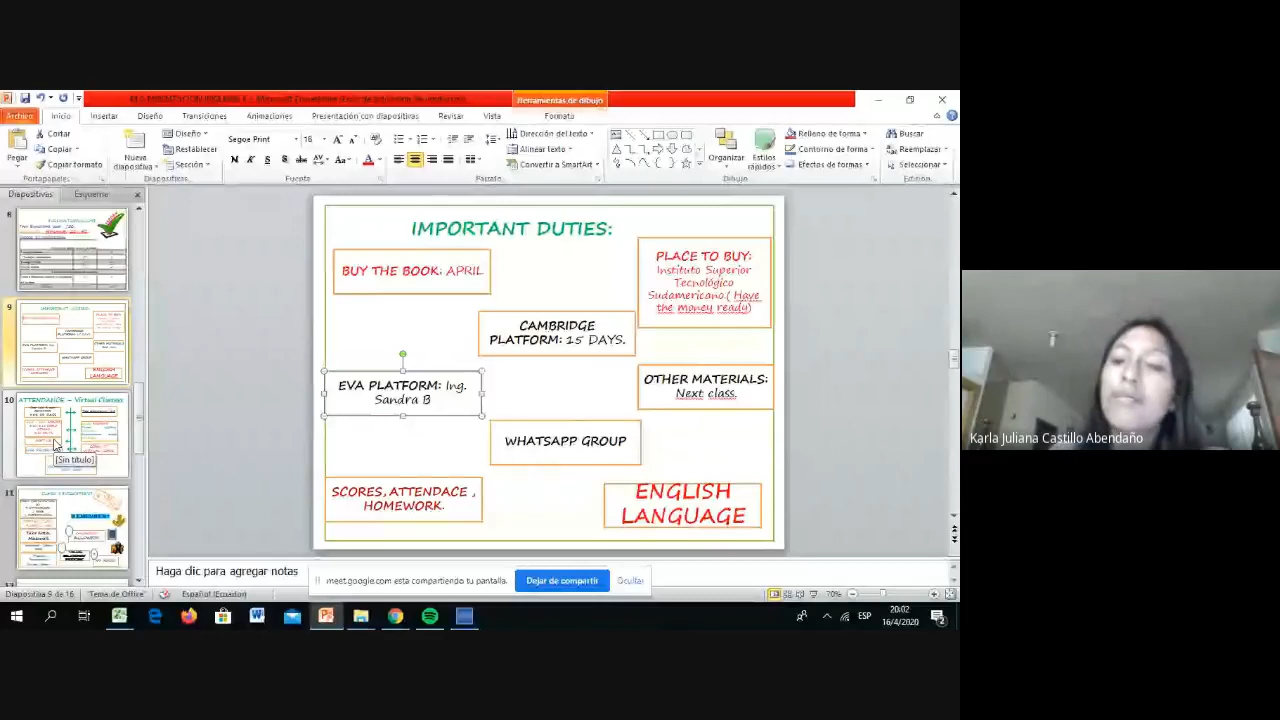 Herramientas de dibujo
Archivo Inicio Insertar Diseño Transiciones Animaciones Presentación con diapositivas Revisar Vista Formato
Cortar
Copiar
Copiar formato
Pegar
Portapapeles
Nueva diapositiva
Diseño
Restablecer
Sección
Diapositivas
Segoe Print 16
Fuente
Dirección del texto
Alinear texto
Convertir a SmartArt
Párrafo
Organizar
Estilos rápidos
Relleno de forma
Contorno de forma
Efectos de formas
Dibujo
Buscar
Reemplazar
Seleccionar
Edición
Diapositivas Esquema
9
10
ATTENDANCE – Virtual Classes
[Sin título]
11
IMPORTANT DUTIES:
BUY THE BOOK: APRIL
PLACE TO BUY:
Instituto Superior
Tecnológico
Sudamericano.( Have
the money ready)
CAMBRIDGE
PLATFORM: 15 DAYS.
EVA PLATFORM: Ing.
Sandra B
OTHER MATERIALS:
Next class.
WHATSAPP GROUP
SCORES, ATTENDACE ,
HOMEWORK.
ENGLISH
LANGUAGE
Haga clic para agregar notas
meet.google.com está compartiendo tu pantalla. Dejar de compartir Ocultar
Diapositiva 9 de 16 Tema de Office Español (Ecuador) 70%
ESP
20:02
16/4/2020
Karla Juliana Castillo Abendaño